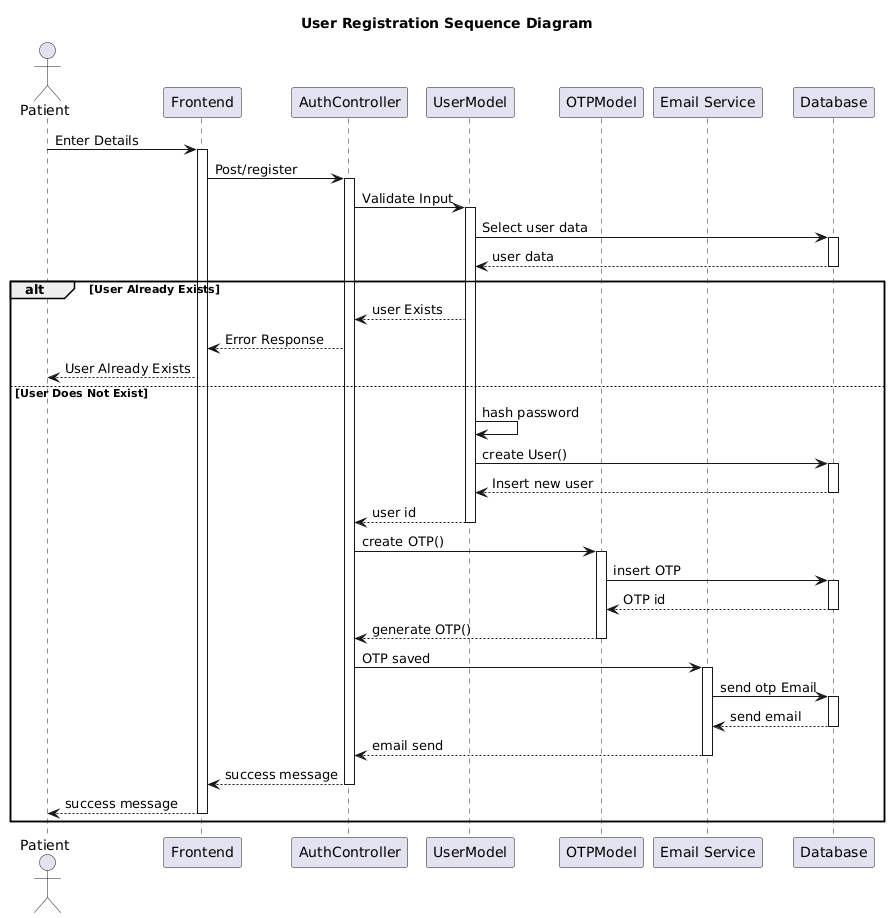 User Registration Sequence Diagram
Patient
Frontend
AuthController
UserModel
OTPModel
Email Service
Database
Enter Details
Post/register
Validate Input
Select user data
user data
alt
[User Already Exists]
user Exists
Error Response
User Already Exists
[User Does Not Exist]
hash password
create User()
Insert new user
user id
create OTP()
insert OTP
OTP id
generate OTP()
OTP saved
send otp Email
send email
email send
success message
success message
Patient
Frontend
AuthController
UserModel
OTPModel
Email Service
Database